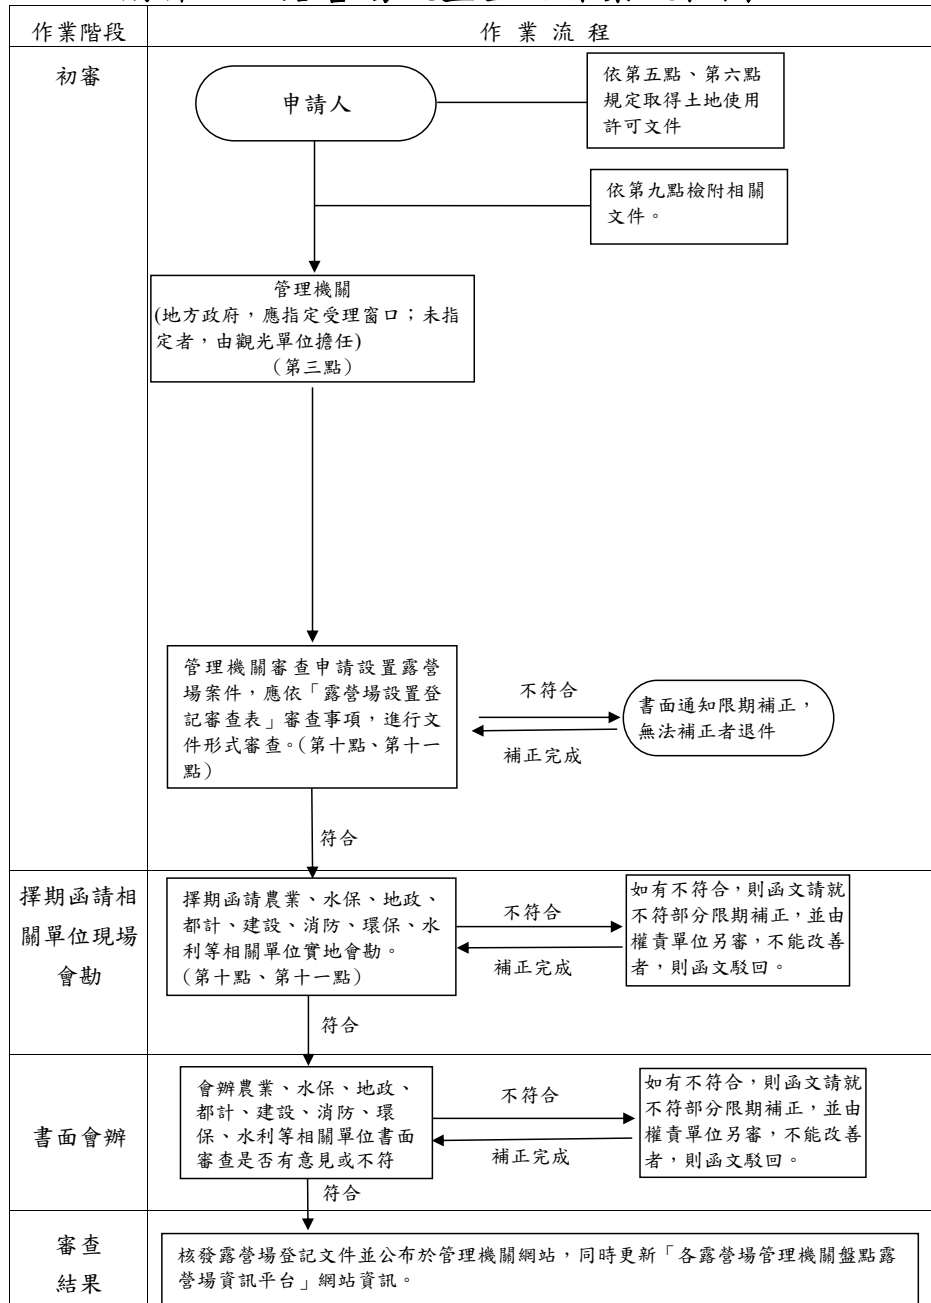 作業階段
作 業 流 程
初審
申請人
依第五點、第六點
規定取得土地使用
許可文件
依第九點檢附相關
文件。
管理機關
(地方政府，應指定受理窗口；未指
定者，由觀光單位擔任)
（第三點）
管理機關審查申請設置露營
場案件，應依「露營場設置登
記審查表」審查事項，進行文
件形式審查。（第十點、第十一
點）
不符合
補正完成
書面通知限期補正，
無法補正者退件
符合
擇期函請相
關單位現場
會勘
擇期函請農業、水保、地政、
都計、建設、消防、環保、水
利等相關單位實地會勘。
（第十點、第十一點）
不符合
補正完成
如有不符合，則函文請就
不符部分限期補正，並由
權責單位另審，不能改善
者，則函文駁回。
符合
書面會辦
會辦農業、水保、地政、
都計、建設、消防、環
保、水利等相關單位書面
審查是否有意見或不符
不符合
補正完成
如有不符合，則函文請就
不符部分限期補正，並由
權責單位另審，不能改善
者，則函文駁回。
符合
審查
結果
核發露營場登記文件並公布於管理機關網站，同時更新「各露營場管理機關盤點露
營場資訊平台」網站資訊。